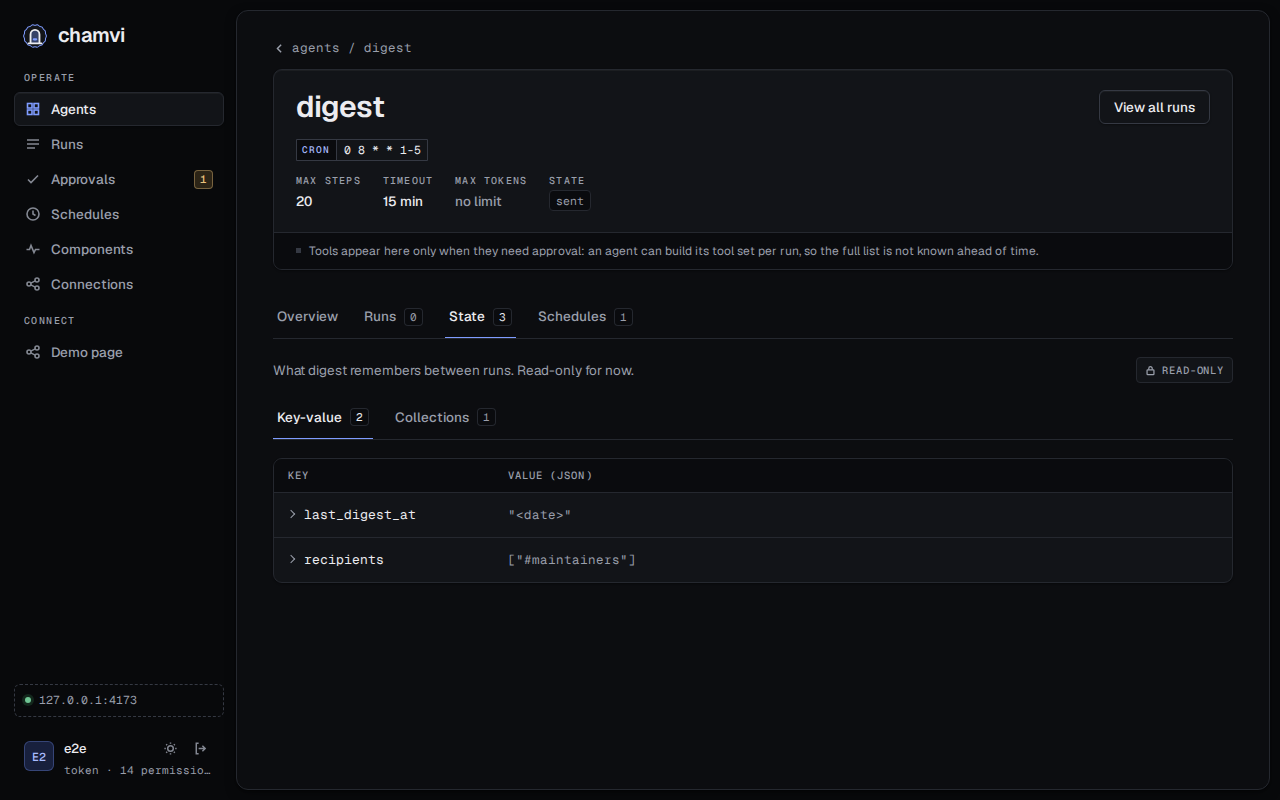 chamvi
OPERATE
Agents
Runs
Approvals 1
Schedules
Components
Connections
CONNECT
Demo page
127.0.0.1:4173
E2
e2e
token · 14 permissio…
agents / digest
digest
View all runs
CRON 0 8 * * 1-5
MAX STEPS TIMEOUT MAX TOKENS STATE
20 15 min no limit sent
Tools appear here only when they need approval: an agent can build its tool set per run, so the full list is not known ahead of time.
Overview Runs 0 State 3 Schedules 1
What digest remembers between runs. Read-only for now.
READ-ONLY
Key-value 2 Collections 1
KEY VALUE (JSON)
last_digest_at "<date>"
recipients ["#maintainers"]